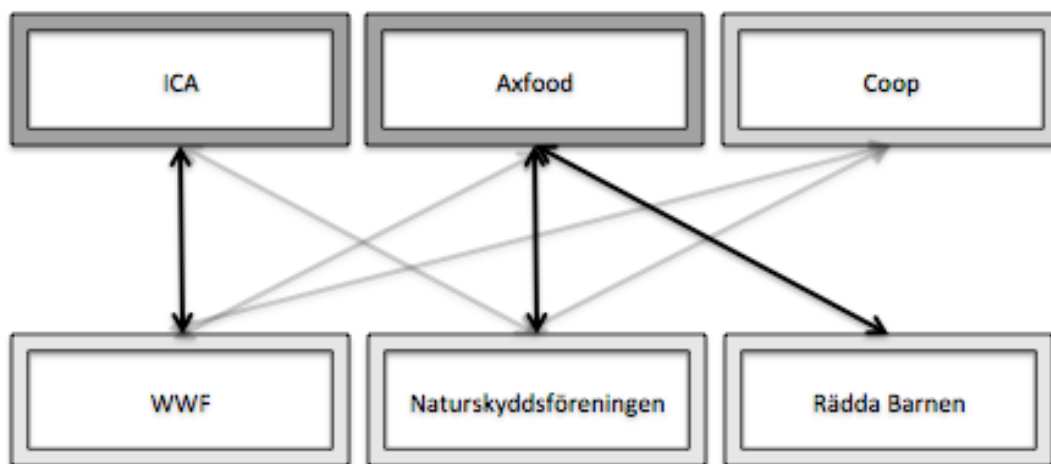 ICA
Axfood
Coop
WWF
Naturskyddsföreningen
Rädda Barnen